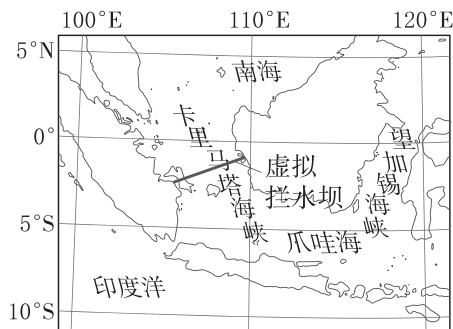 100°E
110°E
120°E
5°N
0°
5°S
10°S
南海
卡里马塔海峡
虚拟
拦水坝
望加锡海峡
爪哇海
印度洋